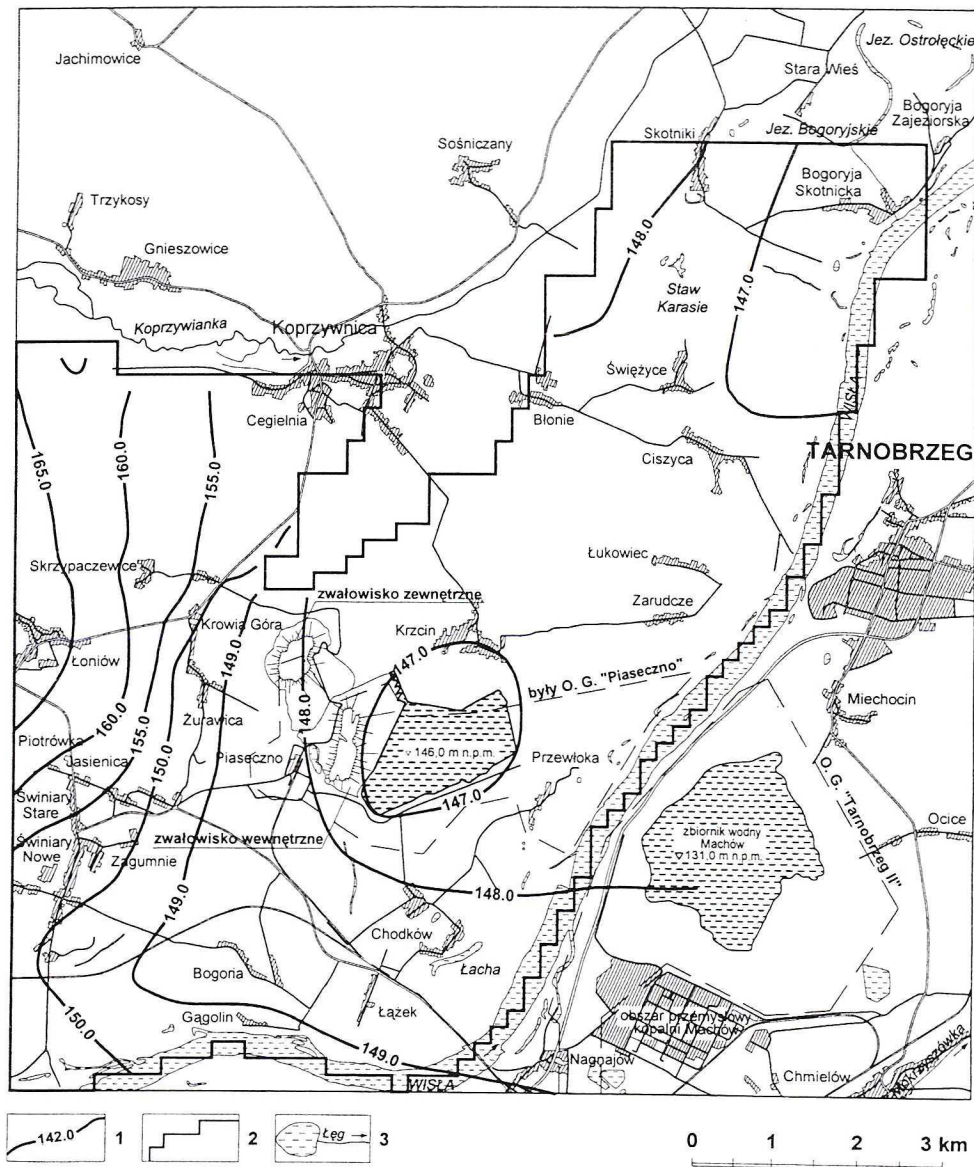 Jez. Ostrołęckie
Jachimowice
Stara Wieś
Bogoryja
Zajeziorska
Skotniki
Jez. Bogoryjskie
Sośniczany
Bogoryja
Skotnicka
Trzykosy
148.0
Gnieszowice
Staw
Karasie
147.0
Koprzywianka
Koprzywnica
Świężyce
WISŁA
Cegielnia
Błonie
Ciszyca
TARNOBRZEG
165.0
160.0
155.0
Skrzypaczewice
Łukowiec
zwałowisko zewnętrzne
Zarudcze
Krowia Góra
Krzcin
149.0
147.0
Łoniów
były O. G. "Piaseczno"
160.0
148.0
Żurawica
Miechocin
155.0
150.0
Piotrówka
Jasienica
Piaseczno
146,0 m n.p.m.
Przewłoka
O. G. "Tarnobrzeg II"
147.0
Świniary
Stare
zbiornik wodny
Machów
131,0 m n.p.m.
Ocice
Świniary
Nowe
zwałowisko wewnętrzne
Zagumnie
148.0
149.0
Chodków
Bogoria
Łacha
150.0
Gągolin
Łążek
obszar przemysłowy
kopalni Machów
149.0
Nagnajów
WISŁA
Chmielów
Mokrzyszówka
142.0 1
2
Łęg 3
0 1 2 3 km